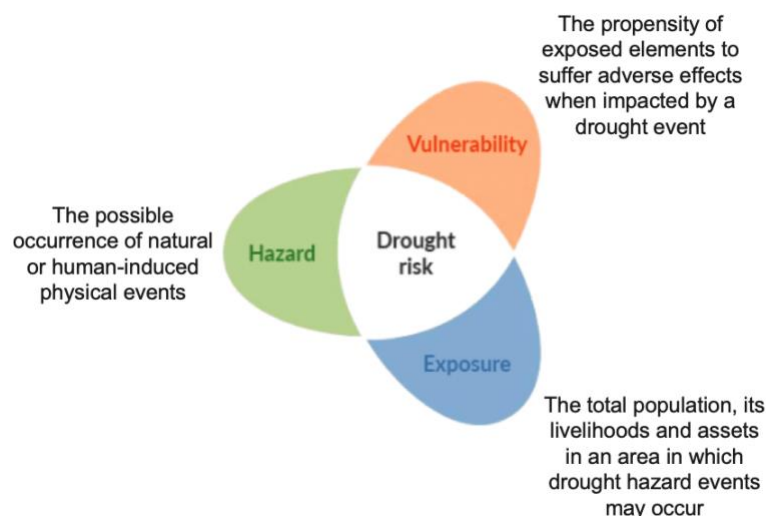 The propensity of
exposed elements to
suffer adverse effects
when impacted by a
drought event
Vulnerability
The possible
occurrence of natural
or human-induced
physical events
Hazard
Drought
risk
Exposure
The total population, its
livelihoods and assets
in an area in which
drought hazard events
may occur